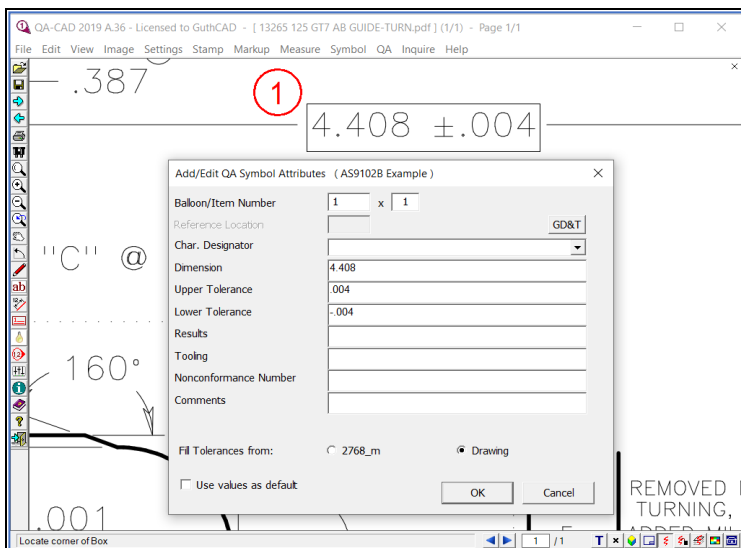 QA-CAD 2019 A.36 - Licensed to GuthCAD - [ 13265 125 GT7 AB GUIDE-TURN.pdf ] (1/1) - Page 1/1
File Edit View Image Settings Stamp Markup Measure Symbol QA Inquire Help
.387
1
4.408 ±.004
Add/Edit QA Symbol Attributes ( AS9102B Example )
Balloon/Item Number 1 x 1
Reference Location GD&T
Char. Designator
Dimension 4.408
Upper Tolerance .004
Lower Tolerance -.004
Results
Tooling
Nonconformance Number
Comments
Fill Tolerances from: 2768_m Drawing
Use values as default
OK Cancel
"C" @
160°
.001
REMOVED
TURNING,
Locate corner of Box 1 / 1